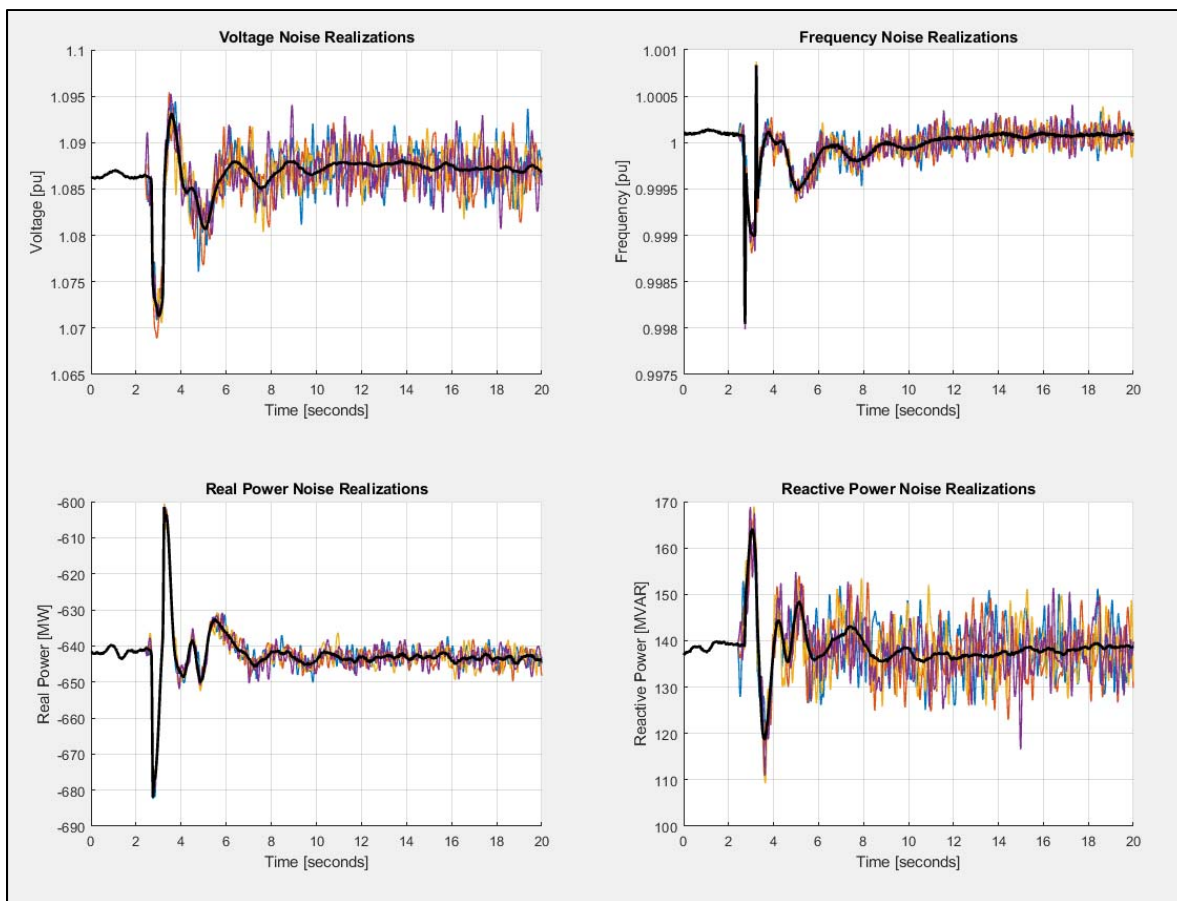 Voltage Noise Realizations
1.1
1.095
1.09
1.085
1.08
1.075
1.07
1.065
Voltage [pu]
0 2 4 6 8 10 12 14 16 18 20
Time [seconds]
Frequency Noise Realizations
1.001
1.0005
1
0.9995
0.999
0.9985
0.998
0.9975
Frequency [pu]
0 2 4 6 8 10 12 14 16 18 20
Time [seconds]
Real Power Noise Realizations
-600
-610
-620
-630
-640
-650
-660
-670
-680
-690
Real Power [MW]
0 2 4 6 8 10 12 14 16 18 20
Time [seconds]
Reactive Power Noise Realizations
170
160
150
140
130
120
110
100
Reactive Power [MVAR]
0 2 4 6 8 10 12 14 16 18 20
Time [seconds]